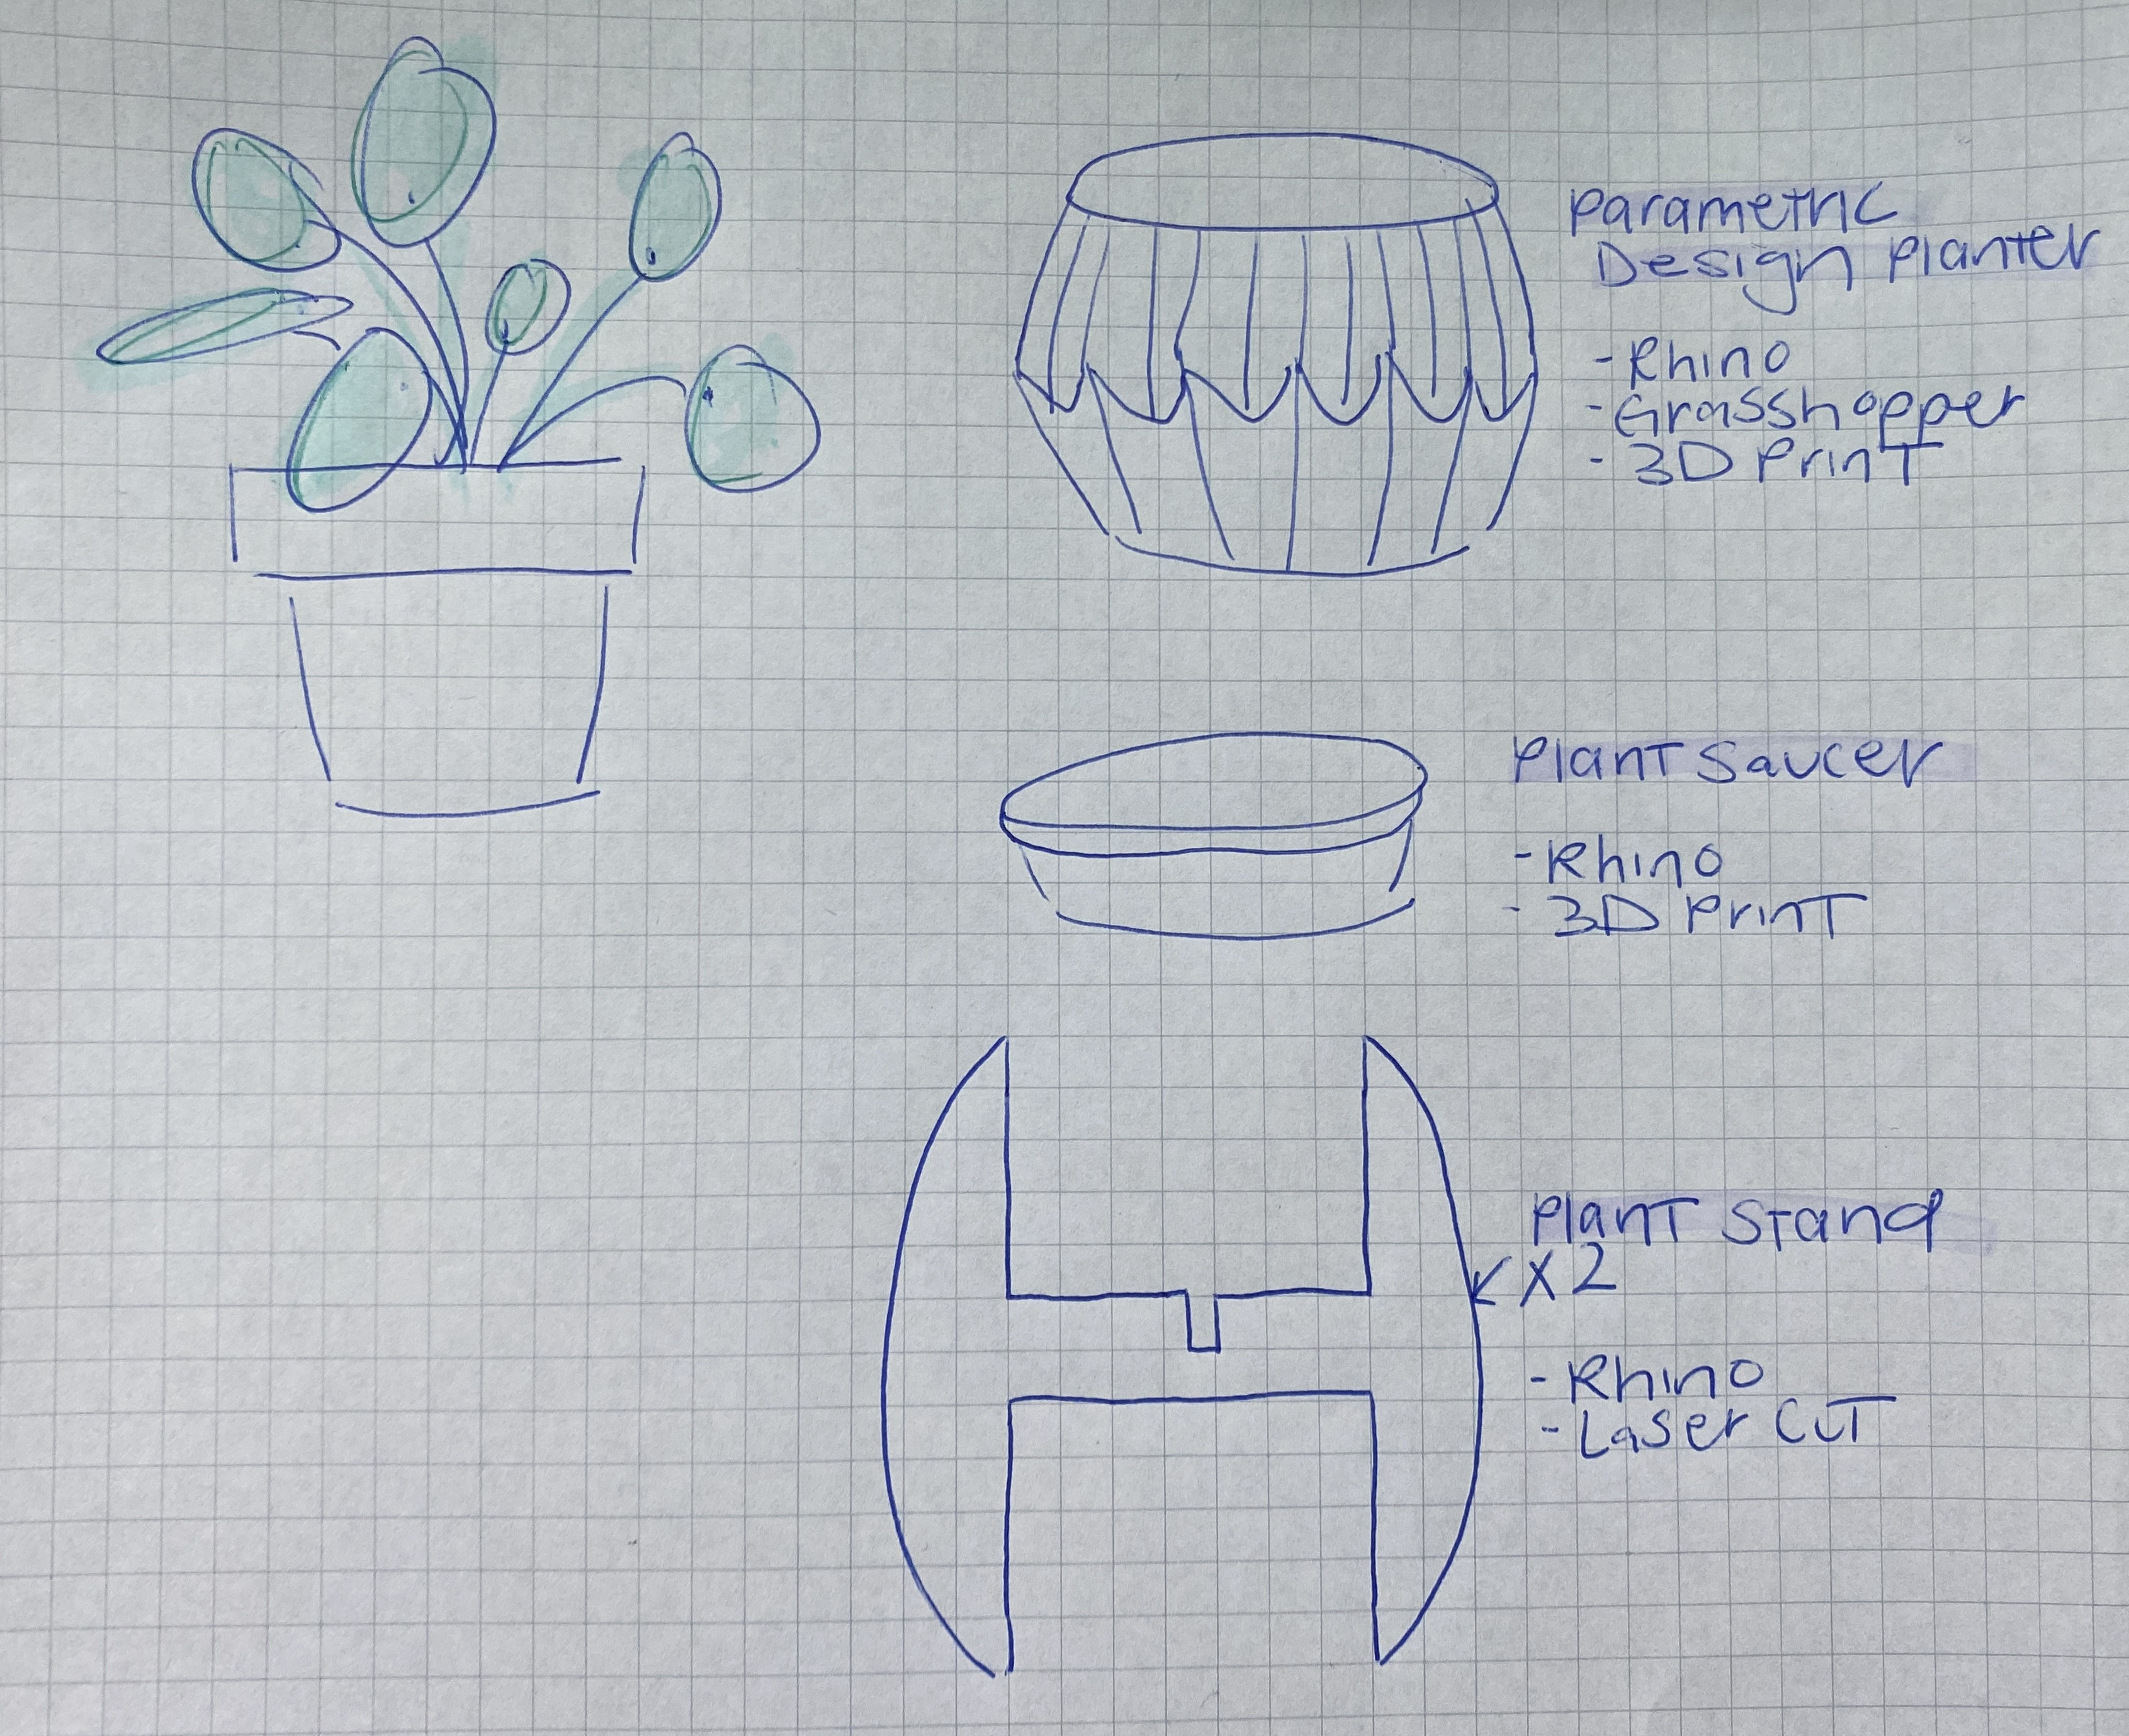 Parametric
Design Planter
- Rhino
- Grasshopper
- 3D Print
Plant Saucer
- Rhino
- 3D Print
Plant Stand
x2
- Rhino
- Laser Cut